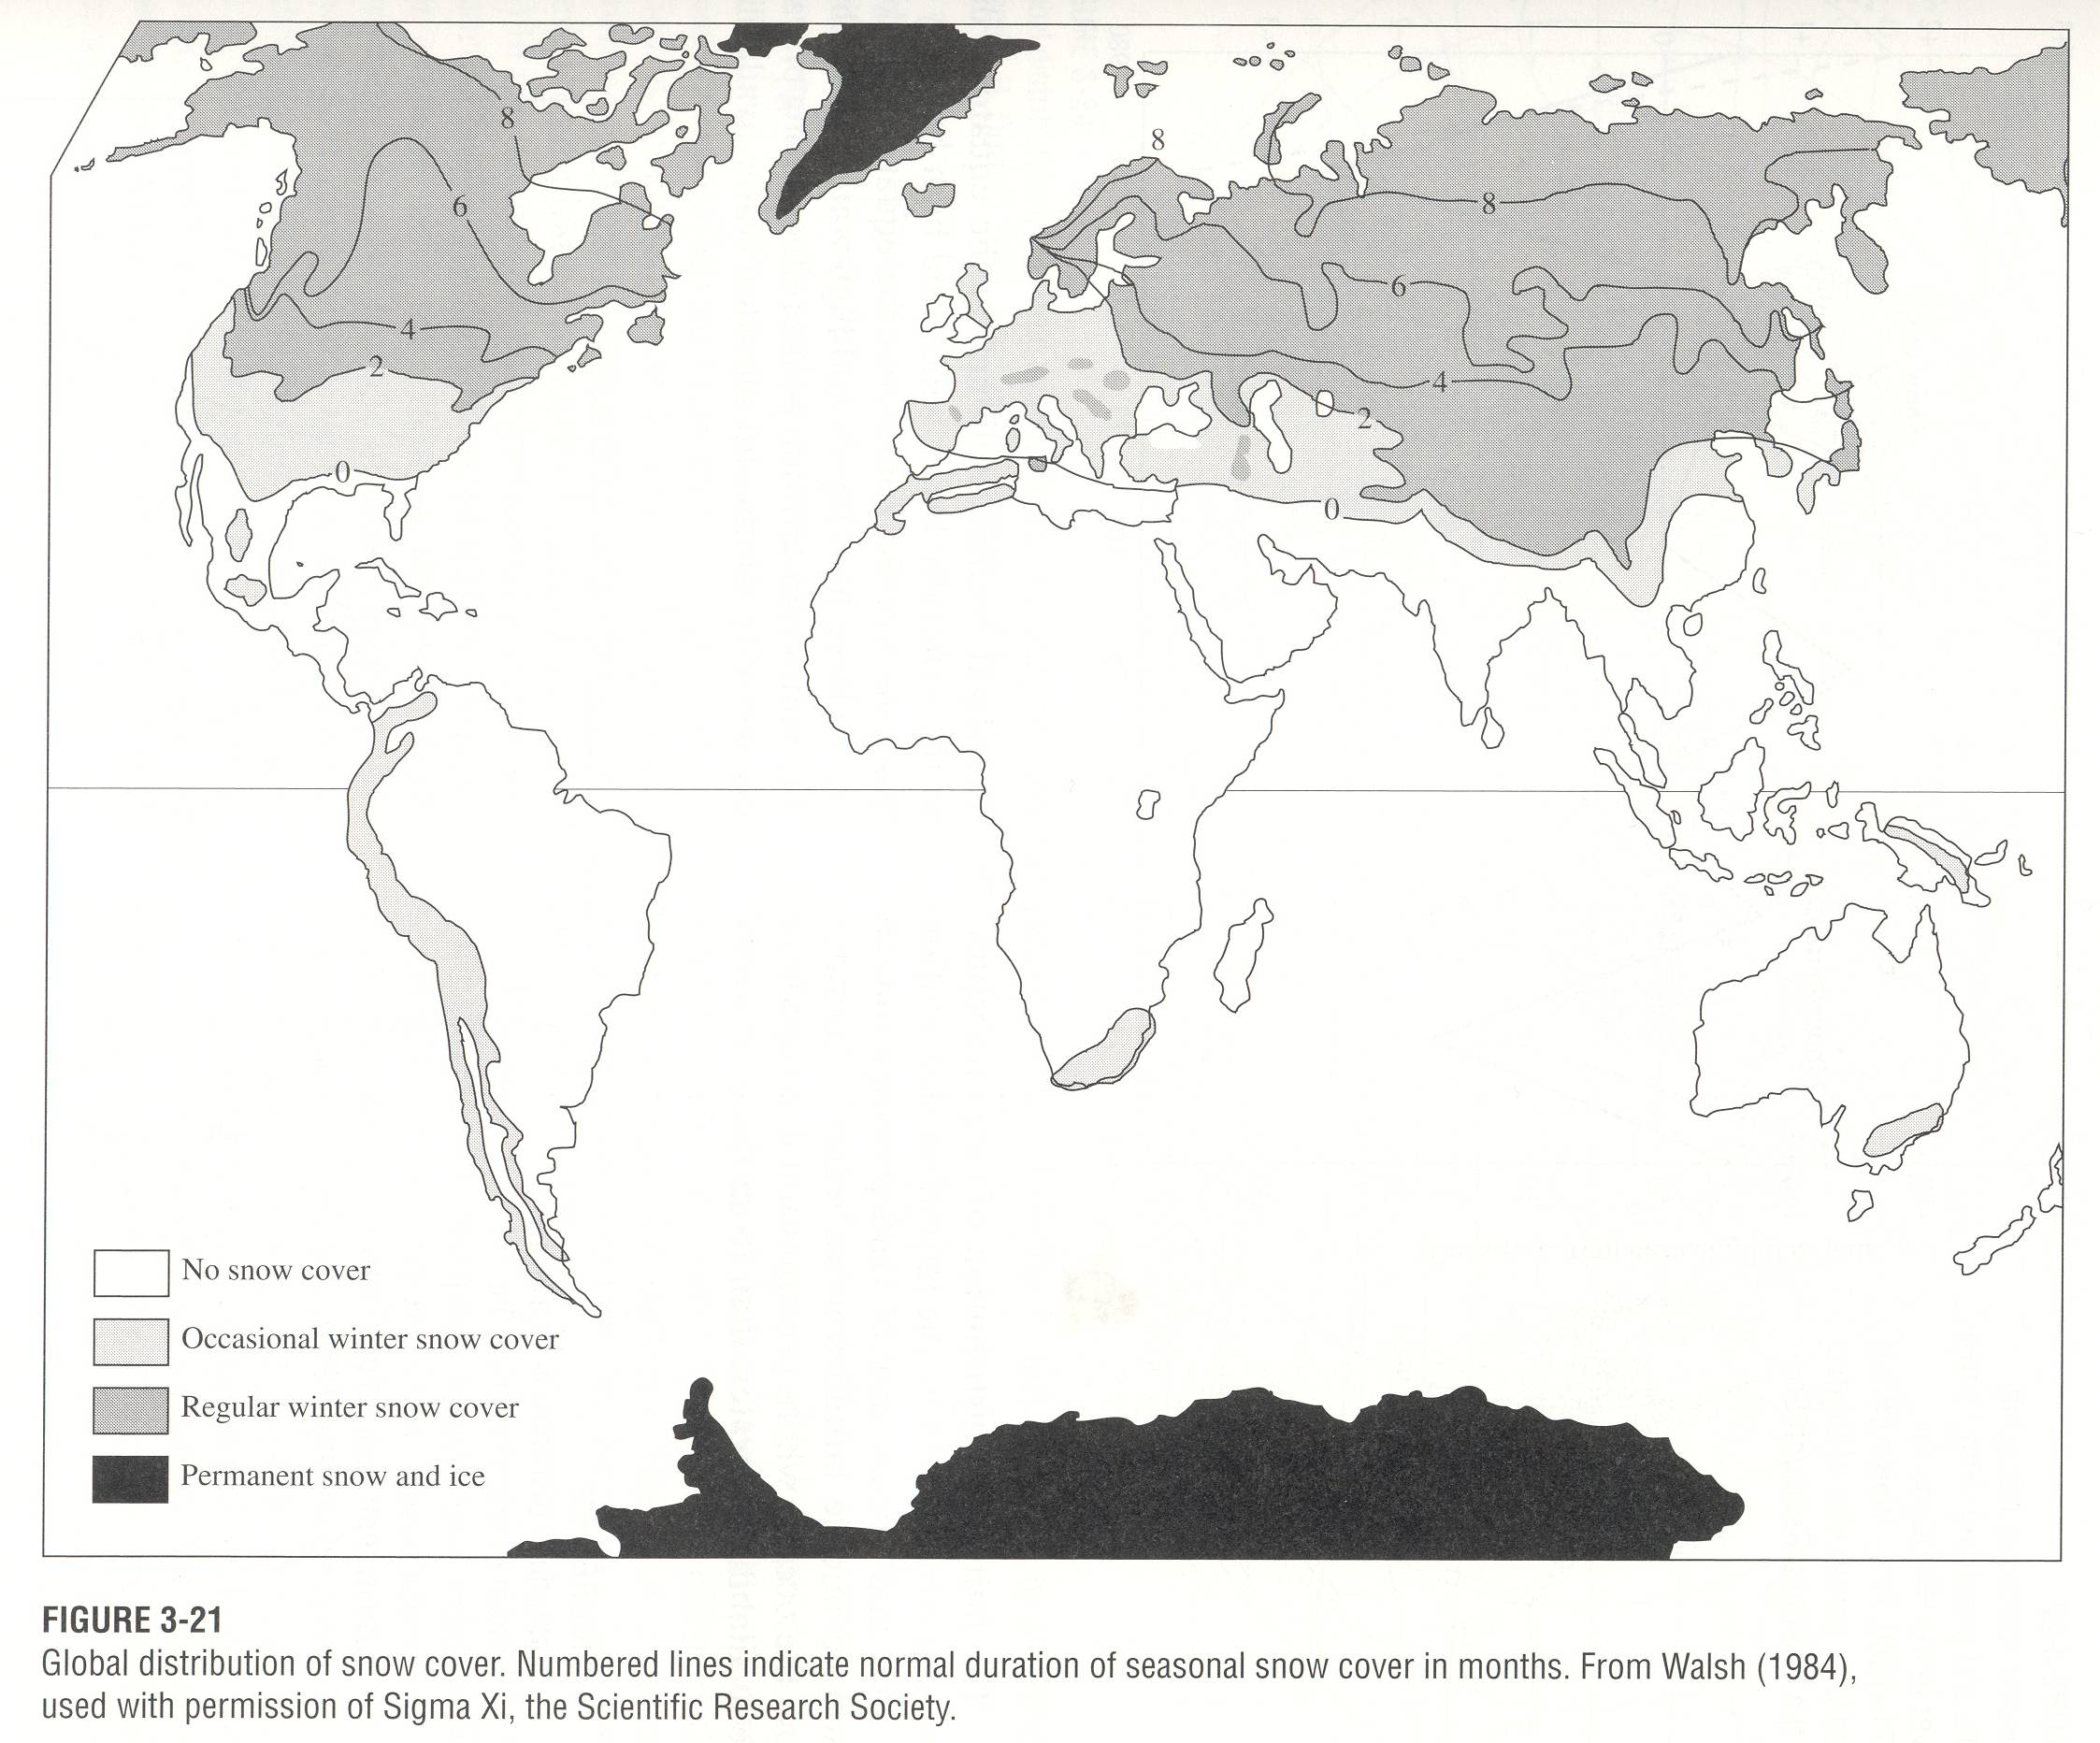 8
8
6
8
6
4
2
4
2
0
0
No snow cover
Occasional winter snow cover
Regular winter snow cover
Permanent snow and ice
FIGURE 3-21
Global distribution of snow cover. Numbered lines indicate normal duration of seasonal snow cover in months. From Walsh (1984),
used with permission of Sigma Xi, the Scientific Research Society.